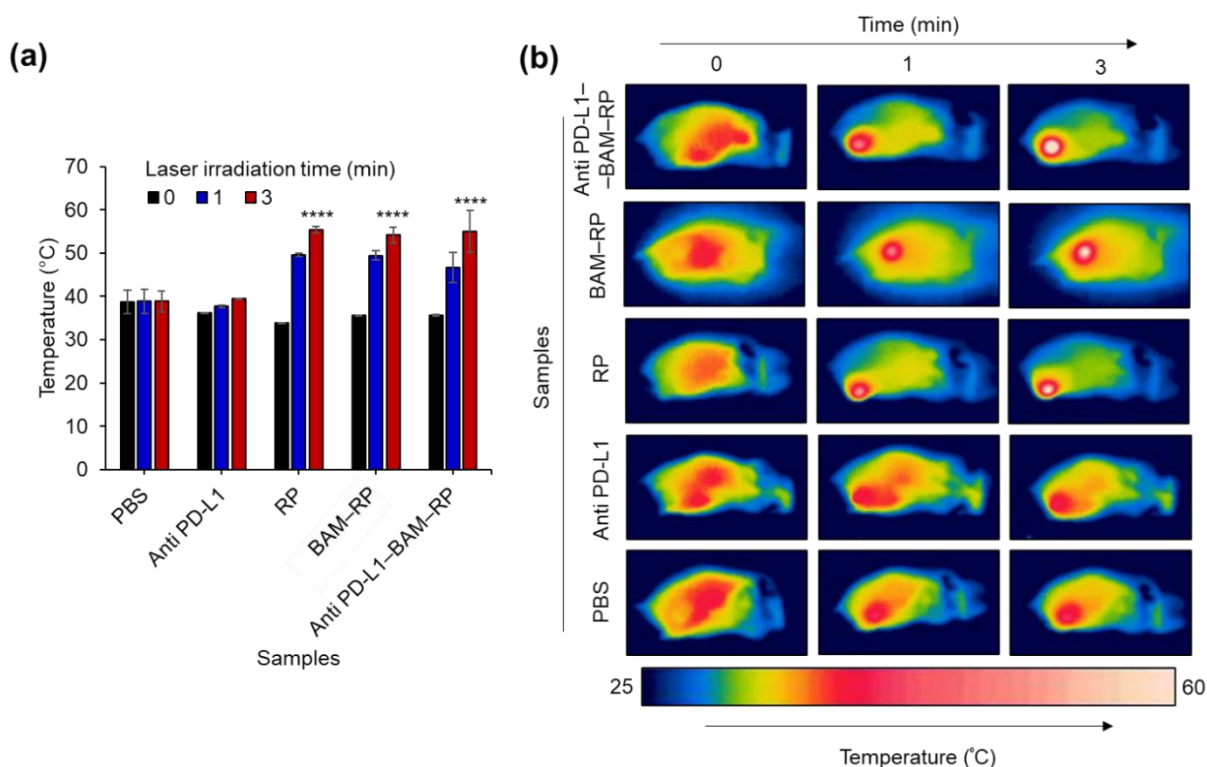 (a)
70
60
50
40
30
20
10
0
Temperature (°C)
Laser irradiation time (min)
0 1 3
****
****
****
PBS
Anti PD-L1
RP
BAM–RP
Anti PD-L1–BAM–RP
Samples
(b)
Time (min)
0 1 3
Samples
Anti PD-L1–
–BAM–RP
BAM–RP
RP
Anti PD-L1
PBS
25 60
Temperature (°C)